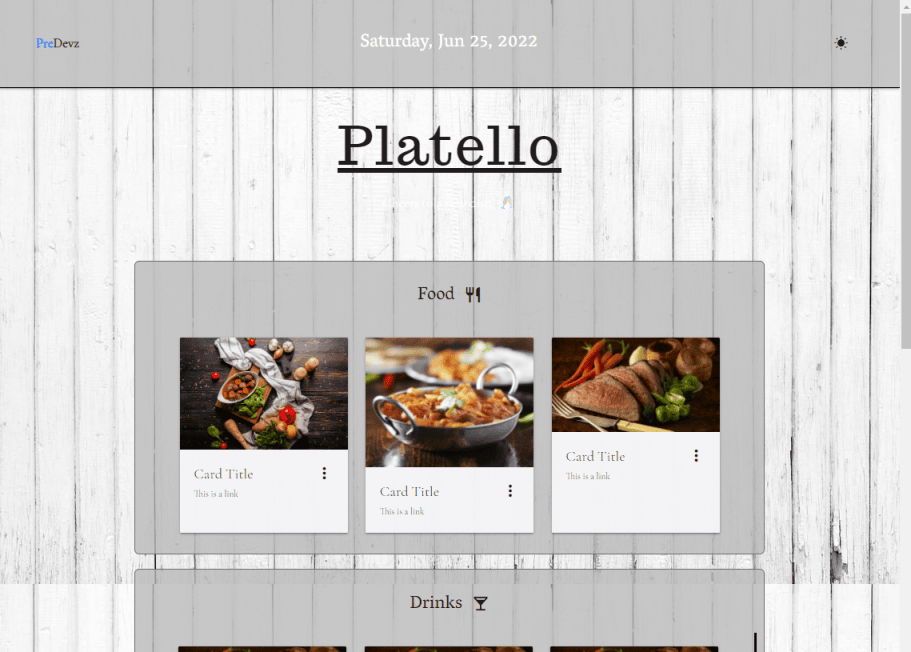 PreDevz
Saturday, Jun 25, 2022
Platello
Food
Card Title
This is a link
Card Title
This is a link
Card Title
This is a link
Drinks